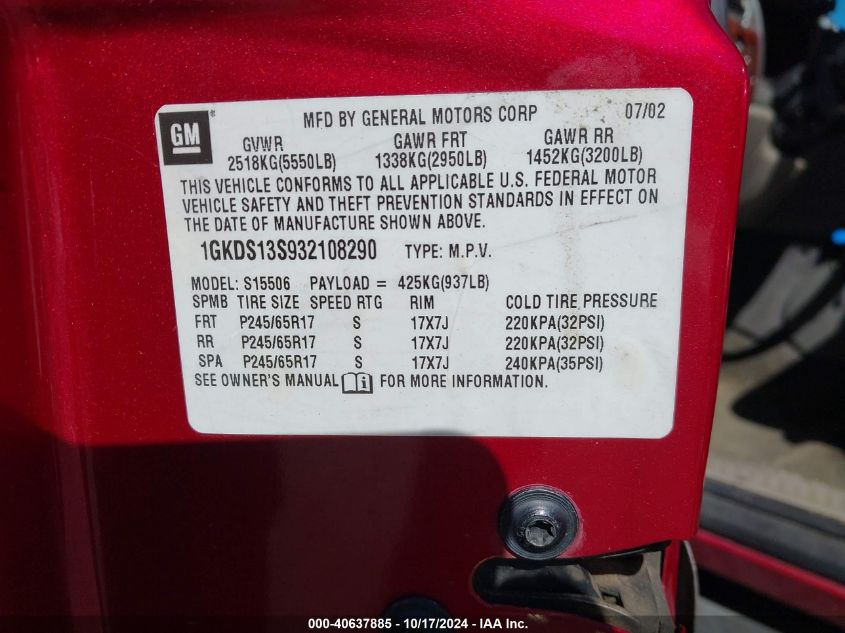 GM
MFD BY GENERAL MOTORS CORP 07/02
GVWR GAWR FRT GAWR RR
2518KG(5550LB) 1338KG(2950LB) 1452KG(3200LB)
THIS VEHICLE CONFORMS TO ALL APPLICABLE U.S. FEDERAL MOTOR
VEHICLE SAFETY AND THEFT PREVENTION STANDARDS IN EFFECT ON
THE DATE OF MANUFACTURE SHOWN ABOVE.
1GKDS13S932108290 TYPE: M.P.V.
MODEL: S15506 PAYLOAD = 425KG(937LB)
SPMB TIRE SIZE SPEED RTG RIM COLD TIRE PRESSURE
FRT P245/65R17 S 17X7J 220KPA(32PSI)
RR P245/65R17 S 17X7J 220KPA(32PSI)
SPA P245/65R17 S 17X7J 240KPA(35PSI)
SEE OWNER'S MANUAL FOR MORE INFORMATION.
000-40637885 - 10/17/2024 - IAAI, Inc.